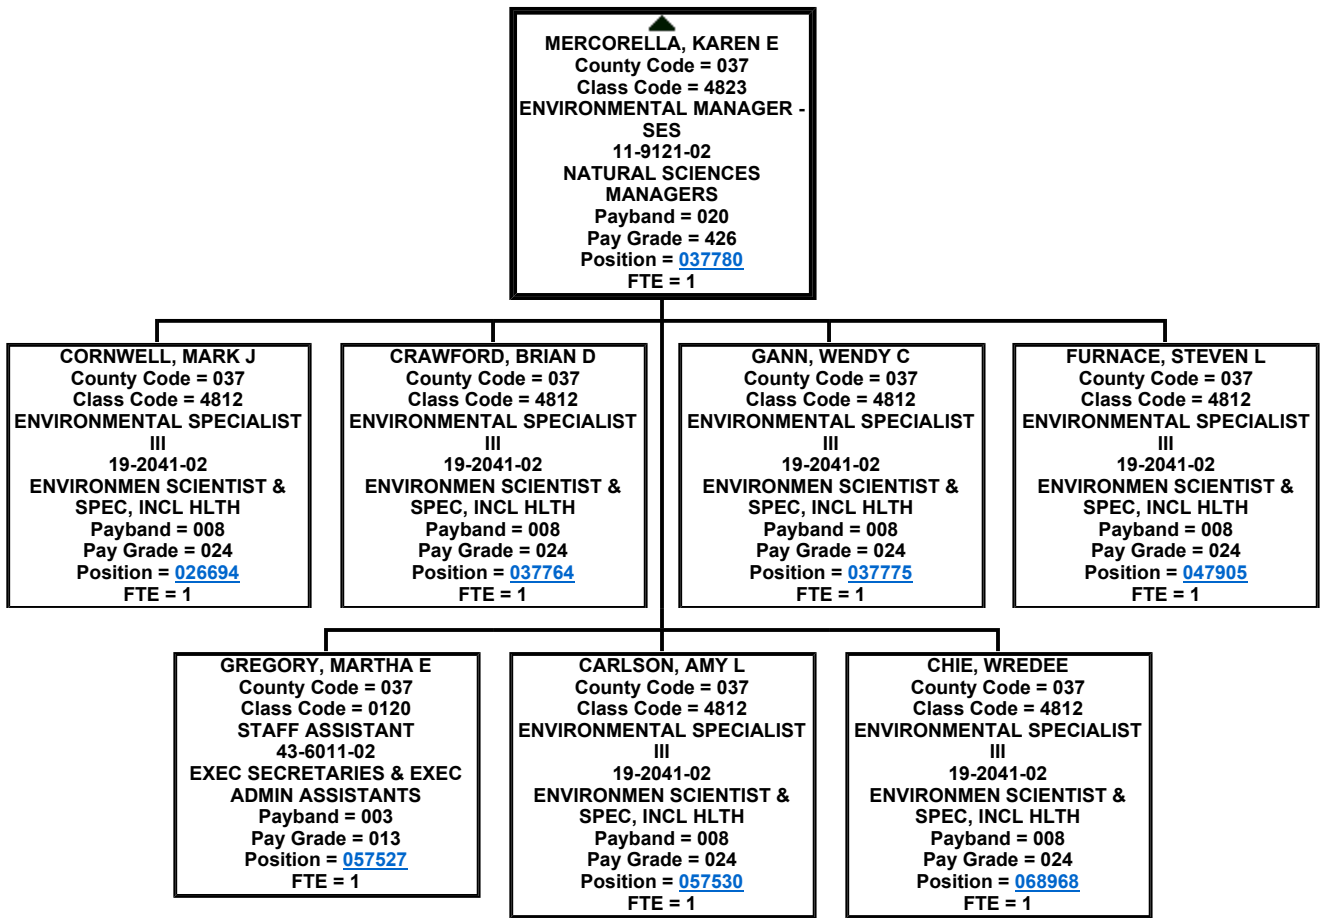 MERCORELLA, KAREN E
County Code = 037
Class Code = 4823
ENVIRONMENTAL MANAGER -
SES
11-9121-02
NATURAL SCIENCES
MANAGERS
Payband = 020
Pay Grade = 426
Position = 037780
FTE = 1
CORNWELL, MARK J
County Code = 037
Class Code = 4812
ENVIRONMENTAL SPECIALIST
III
19-2041-02
ENVIRONMEN SCIENTIST &
SPEC, INCL HLTH
Payband = 008
Pay Grade = 024
Position = 026694
FTE = 1
CRAWFORD, BRIAN D
County Code = 037
Class Code = 4812
ENVIRONMENTAL SPECIALIST
III
19-2041-02
ENVIRONMEN SCIENTIST &
SPEC, INCL HLTH
Payband = 008
Pay Grade = 024
Position = 037764
FTE = 1
GANN, WENDY C
County Code = 037
Class Code = 4812
ENVIRONMENTAL SPECIALIST
III
19-2041-02
ENVIRONMEN SCIENTIST &
SPEC, INCL HLTH
Payband = 008
Pay Grade = 024
Position = 037775
FTE = 1
FURNACE, STEVEN L
County Code = 037
Class Code = 4812
ENVIRONMENTAL SPECIALIST
III
19-2041-02
ENVIRONMEN SCIENTIST &
SPEC, INCL HLTH
Payband = 008
Pay Grade = 024
Position = 047905
FTE = 1
GREGORY, MARTHA E
County Code = 037
Class Code = 0120
STAFF ASSISTANT
43-6011-02
EXEC SECRETARIES & EXEC
ADMIN ASSISTANTS
Payband = 003
Pay Grade = 013
Position = 057527
FTE = 1
CARLSON, AMY L
County Code = 037
Class Code = 4812
ENVIRONMENTAL SPECIALIST
III
19-2041-02
ENVIRONMEN SCIENTIST &
SPEC, INCL HLTH
Payband = 008
Pay Grade = 024
Position = 057530
FTE = 1
CHIE, WREDEE
County Code = 037
Class Code = 4812
ENVIRONMENTAL SPECIALIST
III
19-2041-02
ENVIRONMEN SCIENTIST &
SPEC, INCL HLTH
Payband = 008
Pay Grade = 024
Position = 068968
FTE = 1